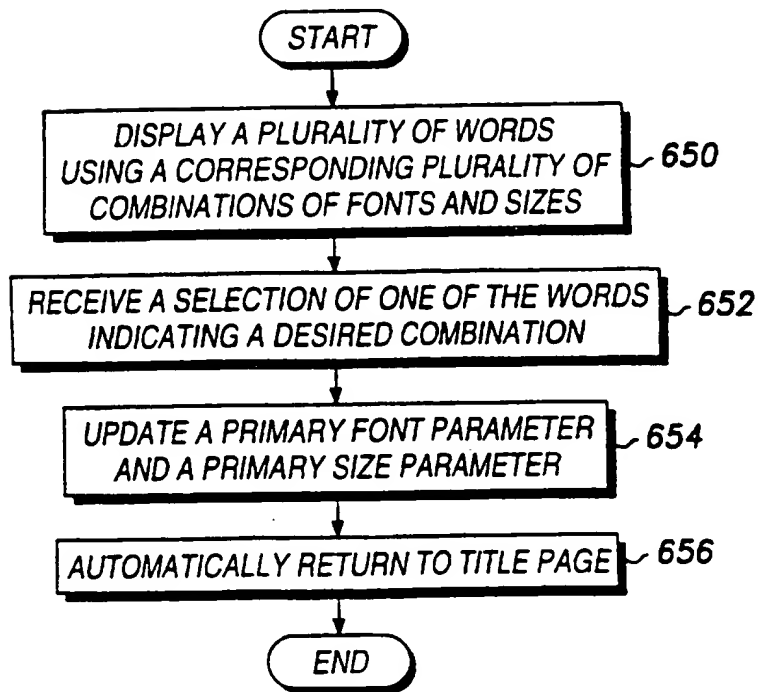 START
DISPLAY A PLURALITY OF WORDS
USING A CORRESPONDING PLURALITY OF
COMBINATIONS OF FONTS AND SIZES
650
RECEIVE A SELECTION OF ONE OF THE WORDS
INDICATING A DESIRED COMBINATION
652
UPDATE A PRIMARY FONT PARAMETER
AND A PRIMARY SIZE PARAMETER
654
AUTOMATICALLY RETURN TO TITLE PAGE
656
END